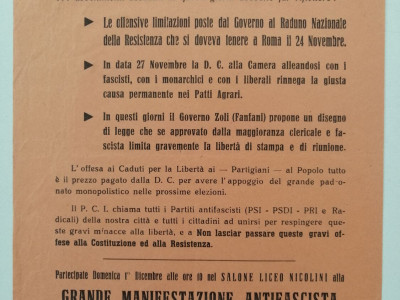 ► Le offensive limitazioni poste dal Governo al Raduno Nazionale
della Resistenza che si doveva tenere a Roma il 24 Novembre.
► In data 27 Novembre la D. C. alla Camera alleandosi con i
fascisti, con i monarchici e con i liberali rinnega la giusta
causa permanente nei Patti Agrari.
► In questi giorni il Governo Zoli (Fanfani) propone un disegno
di legge che se approvato dalla maggioranza clericale e fa-
scista limita gravemente la libertà di stampa e di riunione.
L'offesa ai Caduti per la Libertà ai — Partigiani — al Popolo tutto
è il prezzo pagato dalla D. C. per avere l'appoggio del grande pad
onato monopolistico nelle prossime elezioni.
Il P. C. I. chiama tutti i Partiti antifascisti (PSI - PSDI - PRI e Ra-
dicali) della nostra città e tutti i cittadini ad unirsi per respingere que-
sti gravi minacce alla libertà, e a Non lasciar passare queste gravi of-
fese alla Costituzione ed alla Resistenza.
Partecipate Domenica 1° Dicembre alle ore 10 nel SALONE LICEO NICOLINI alla
GRANDE MANIFESTAZIONE ANTIFASCISTA